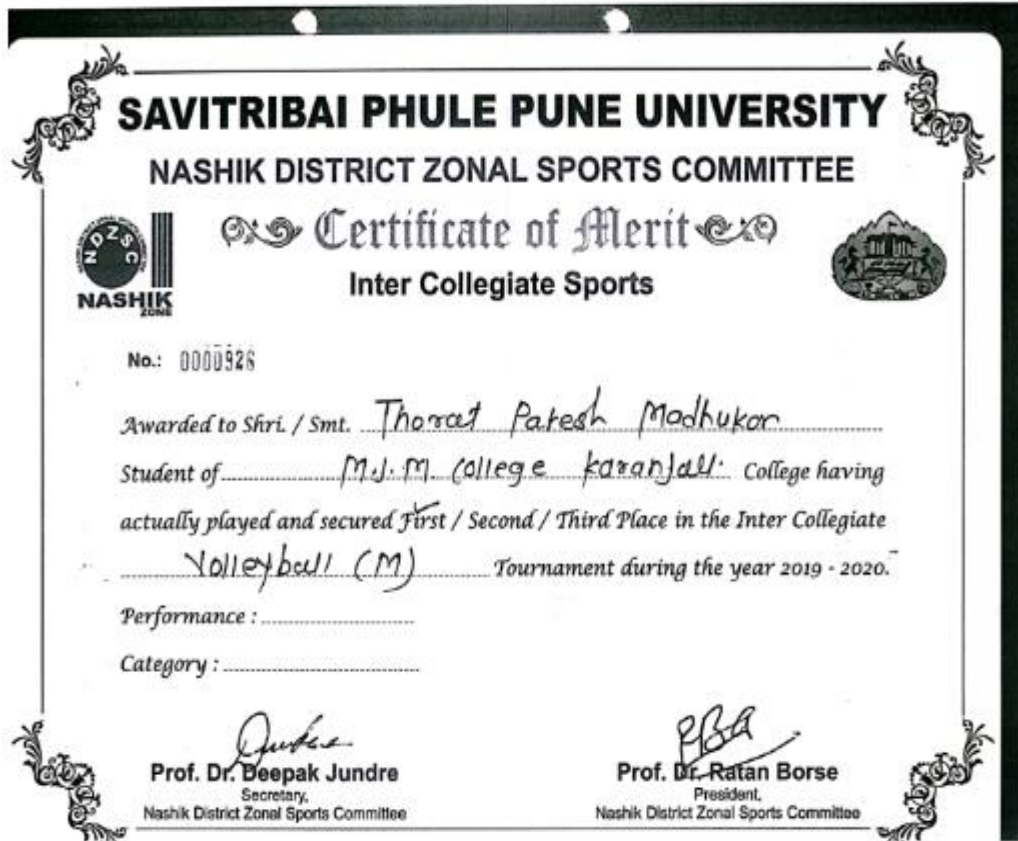 SAVITRIBAI PHULE PUNE UNIVERSITY
NASHIK DISTRICT ZONAL SPORTS COMMITTEE
Certificate of Merit
NDZSC
NASHIK
ZONE
Inter Collegiate Sports
No.: 0000926
Awarded to Shri. / Smt. Thorat Paresh Madhukar
Student of M.J.M. College Karanjali. College having
actually played and secured First / Second / Third Place in the Inter Collegiate
Volleyball (M) Tournament during the year 2019 - 2020.
Performance :
Category :
Prof. Dr. Deepak Jundre
Secretary,
Nashik District Zonal Sports Committee
Prof. Dr. Ratan Borse
President,
Nashik District Zonal Sports Committee